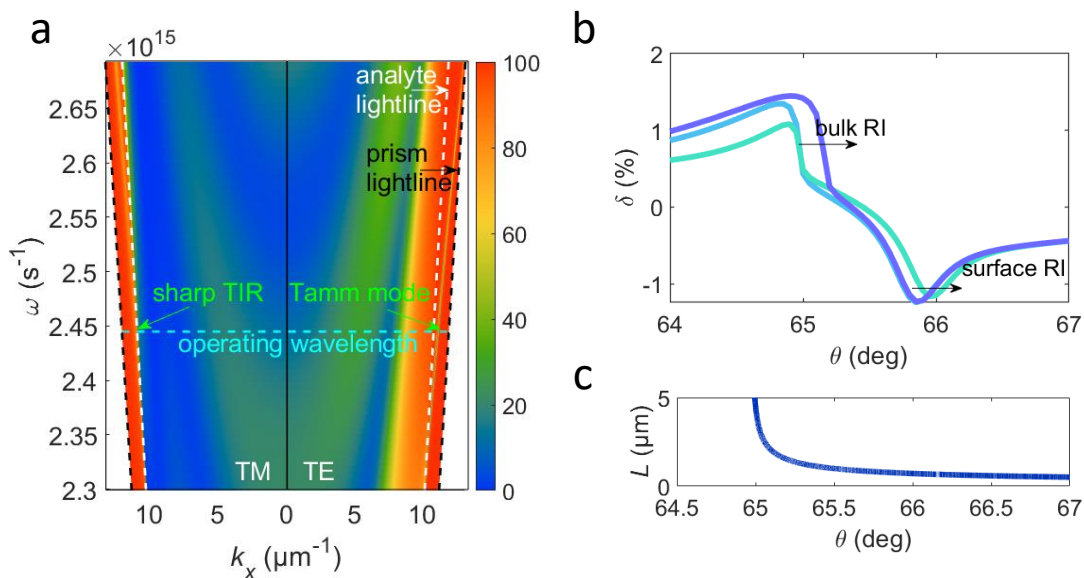 a
×10^15
ω (s^-1)
2.65
2.6
2.55
2.5
2.45
2.4
2.35
2.3
analyte
lightline
prism
lightline
sharp TIR
Tamm mode
operating wavelength
TM
TE
10
5
0
5
10
k_x (μm^-1)
100
80
60
40
20
0
b
δ (%)
2
1
0
-1
bulk RI
surface RI
64
65
66
67
θ (deg)
c
L (μm)
5
0
64.5
65
65.5
66
66.5
67
θ (deg)